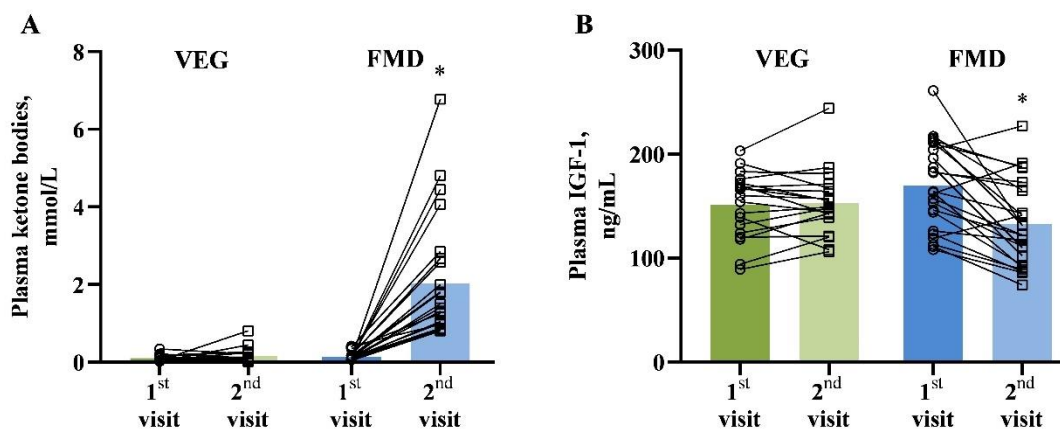 A
Plasma ketone bodies,
mmol/L
8
6
4
2
0
VEG
FMD
*
1st
visit
2nd
visit
1st
visit
2nd
visit
B
Plasma IGF-1,
ng/mL
300
200
100
0
VEG
FMD
*
1st
visit
2nd
visit
1st
visit
2nd
visit